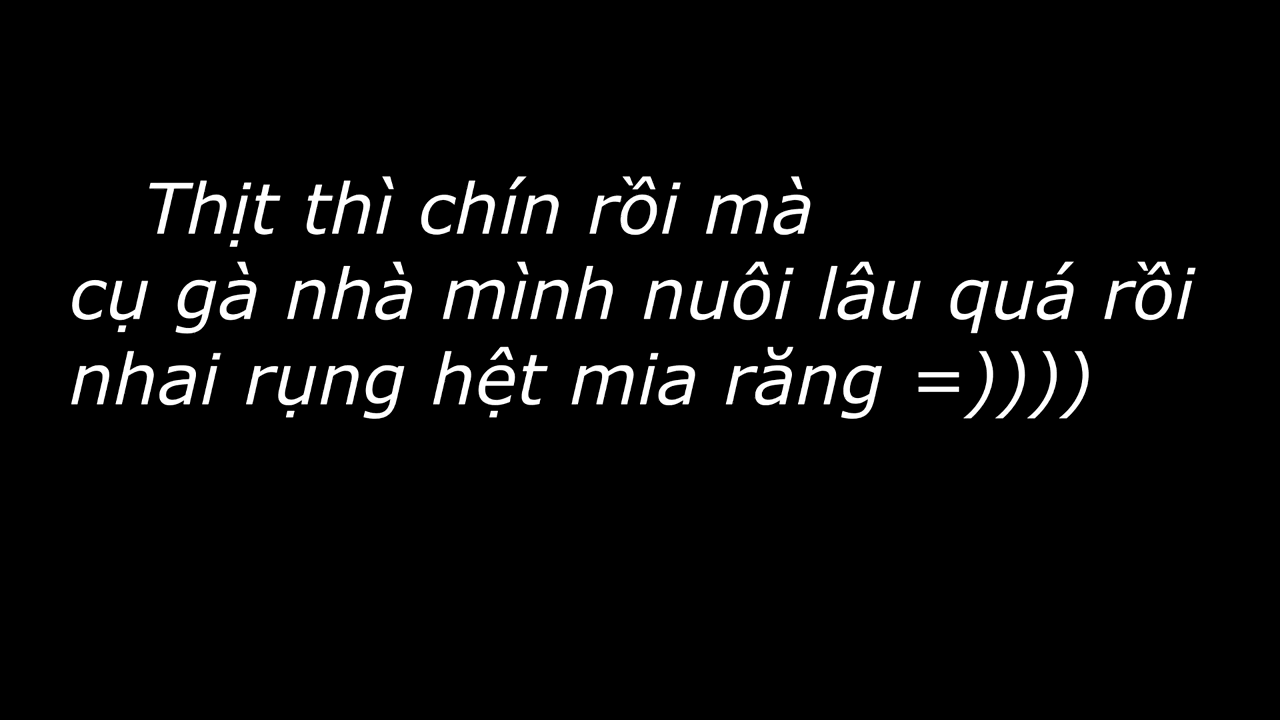 Thịt thì chín rồi mà
cụ gà nhà mình nuôi lâu quá rồi
nhai rụng hệt mia răng =))))